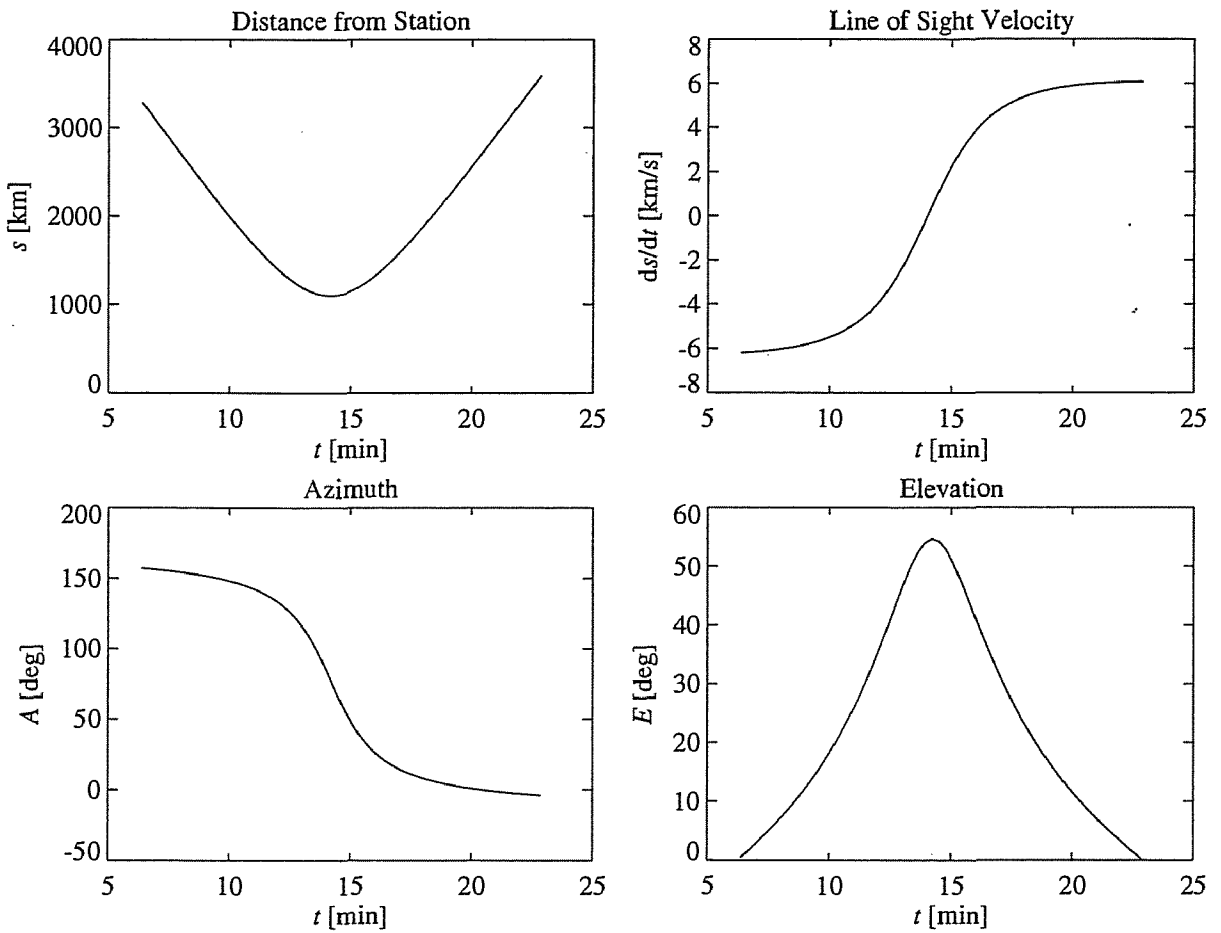 Distance from Station
4000
3000
2000
1000
0
s [km]
5 10 15 20 25
t [min]
Line of Sight Velocity
8
6
4
2
0
-2
-4
-6
-8
ds/dt [km/s]
5 10 15 20 25
t [min]
Azimuth
200
150
100
50
0
-50
A [deg]
5 10 15 20 25
t [min]
Elevation
60
50
40
30
20
10
0
E [deg]
5 10 15 20 25
t [min]